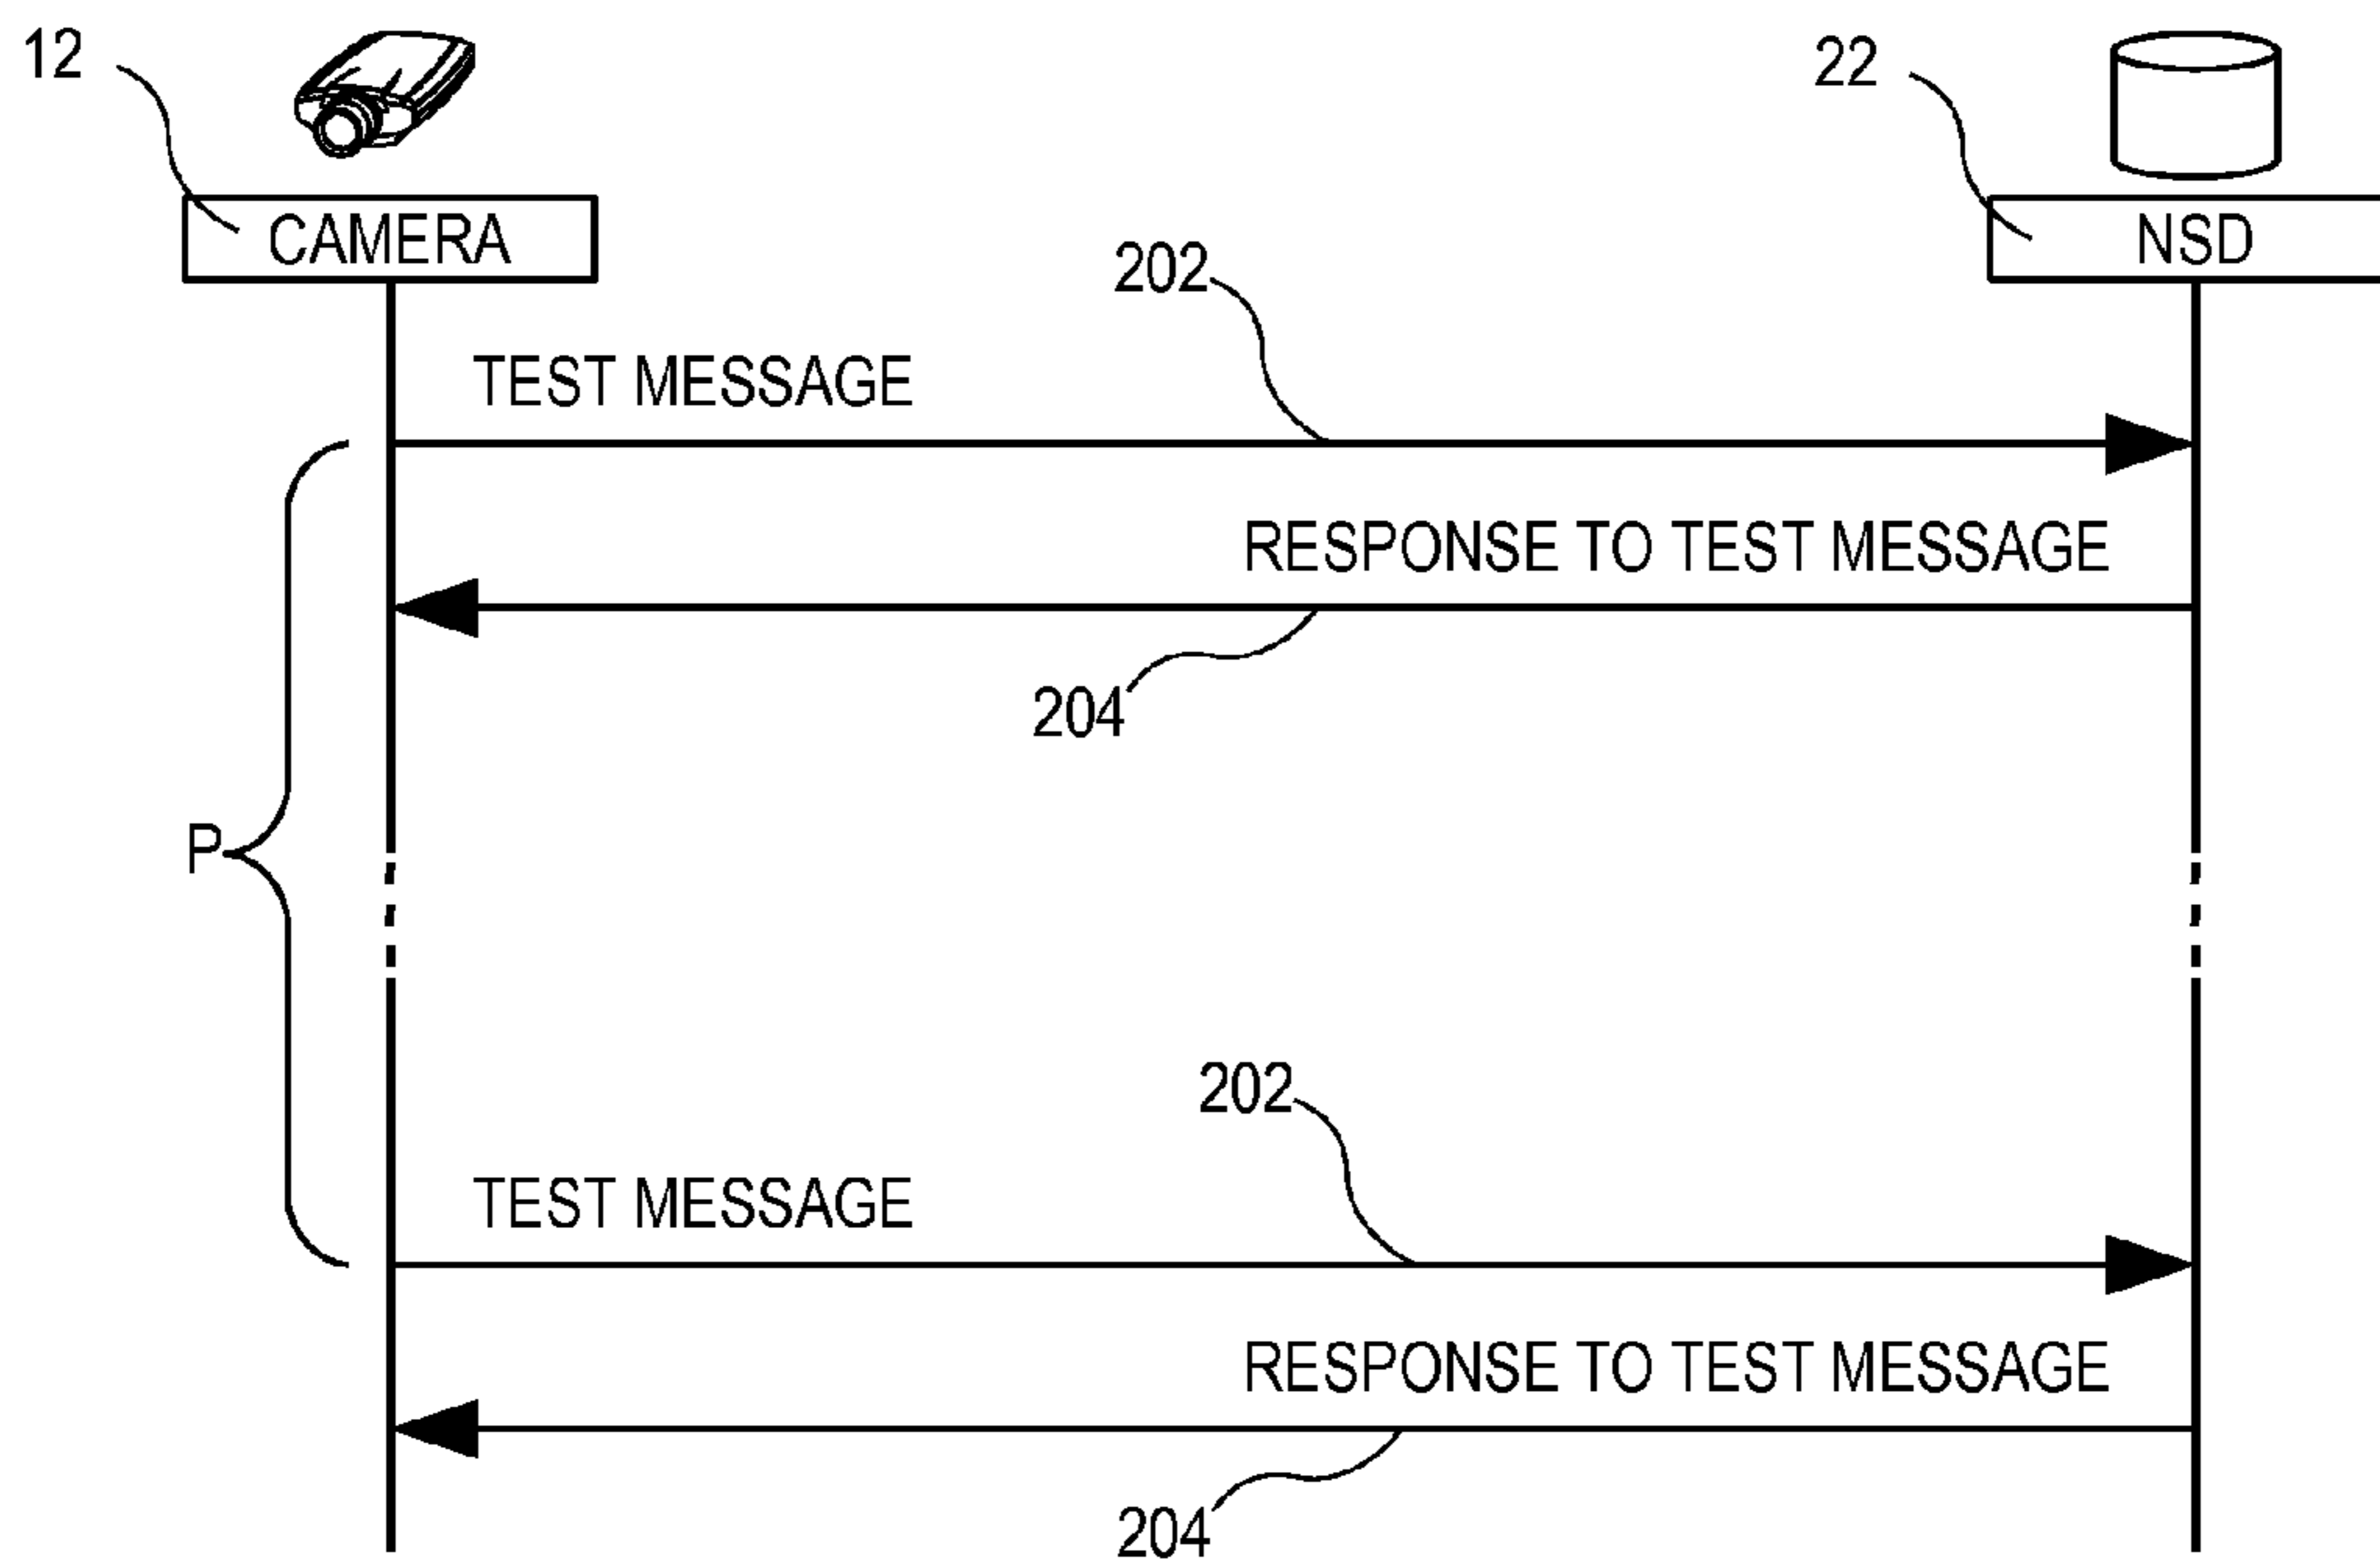 12
22
CAMERA
NSD
202
TEST MESSAGE
RESPONSE TO TEST MESSAGE
204
P
202
TEST MESSAGE
RESPONSE TO TEST MESSAGE
204